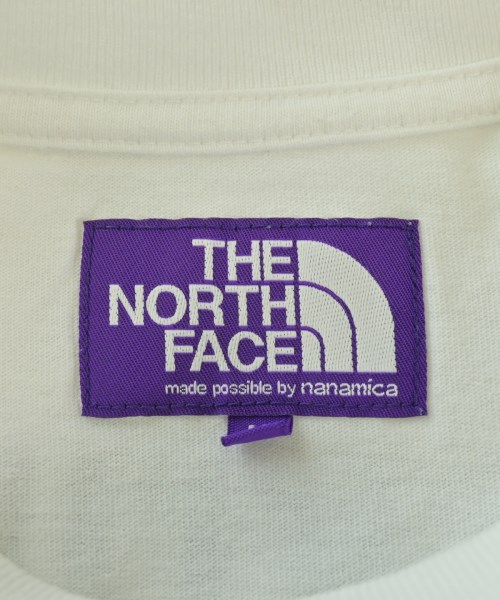 THE
NORTH
FACE
made possible by nanamica